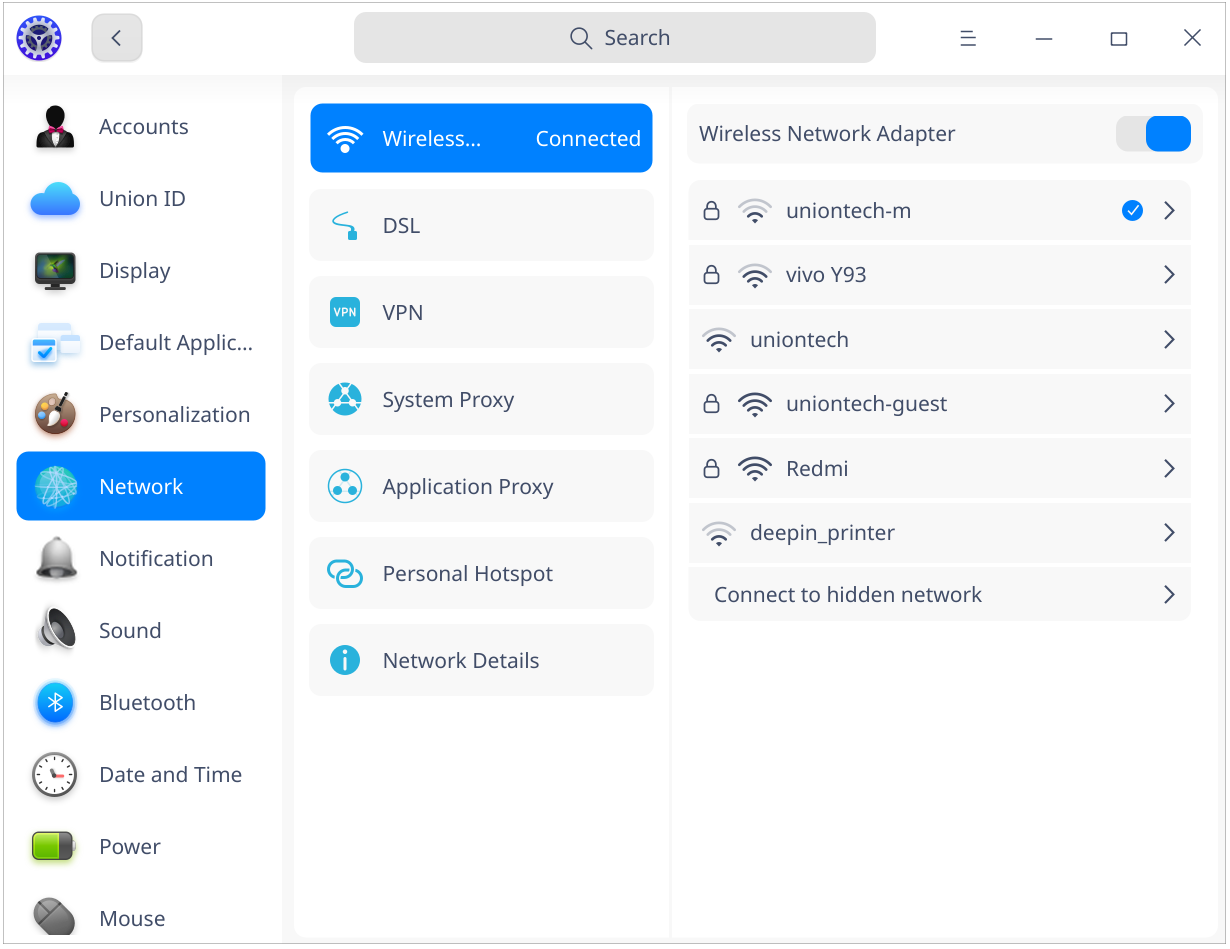 Search
Accounts
Union ID
Display
Default Applic...
Personalization
Network
Notification
Sound
Bluetooth
Date and Time
Power
Mouse
Wireless... Connected
DSL
VPN VPN
System Proxy
Application Proxy
Personal Hotspot
Network Details
Wireless Network Adapter
uniontech-m
vivo Y93
uniontech
uniontech-guest
Redmi
deepin_printer
Connect to hidden network